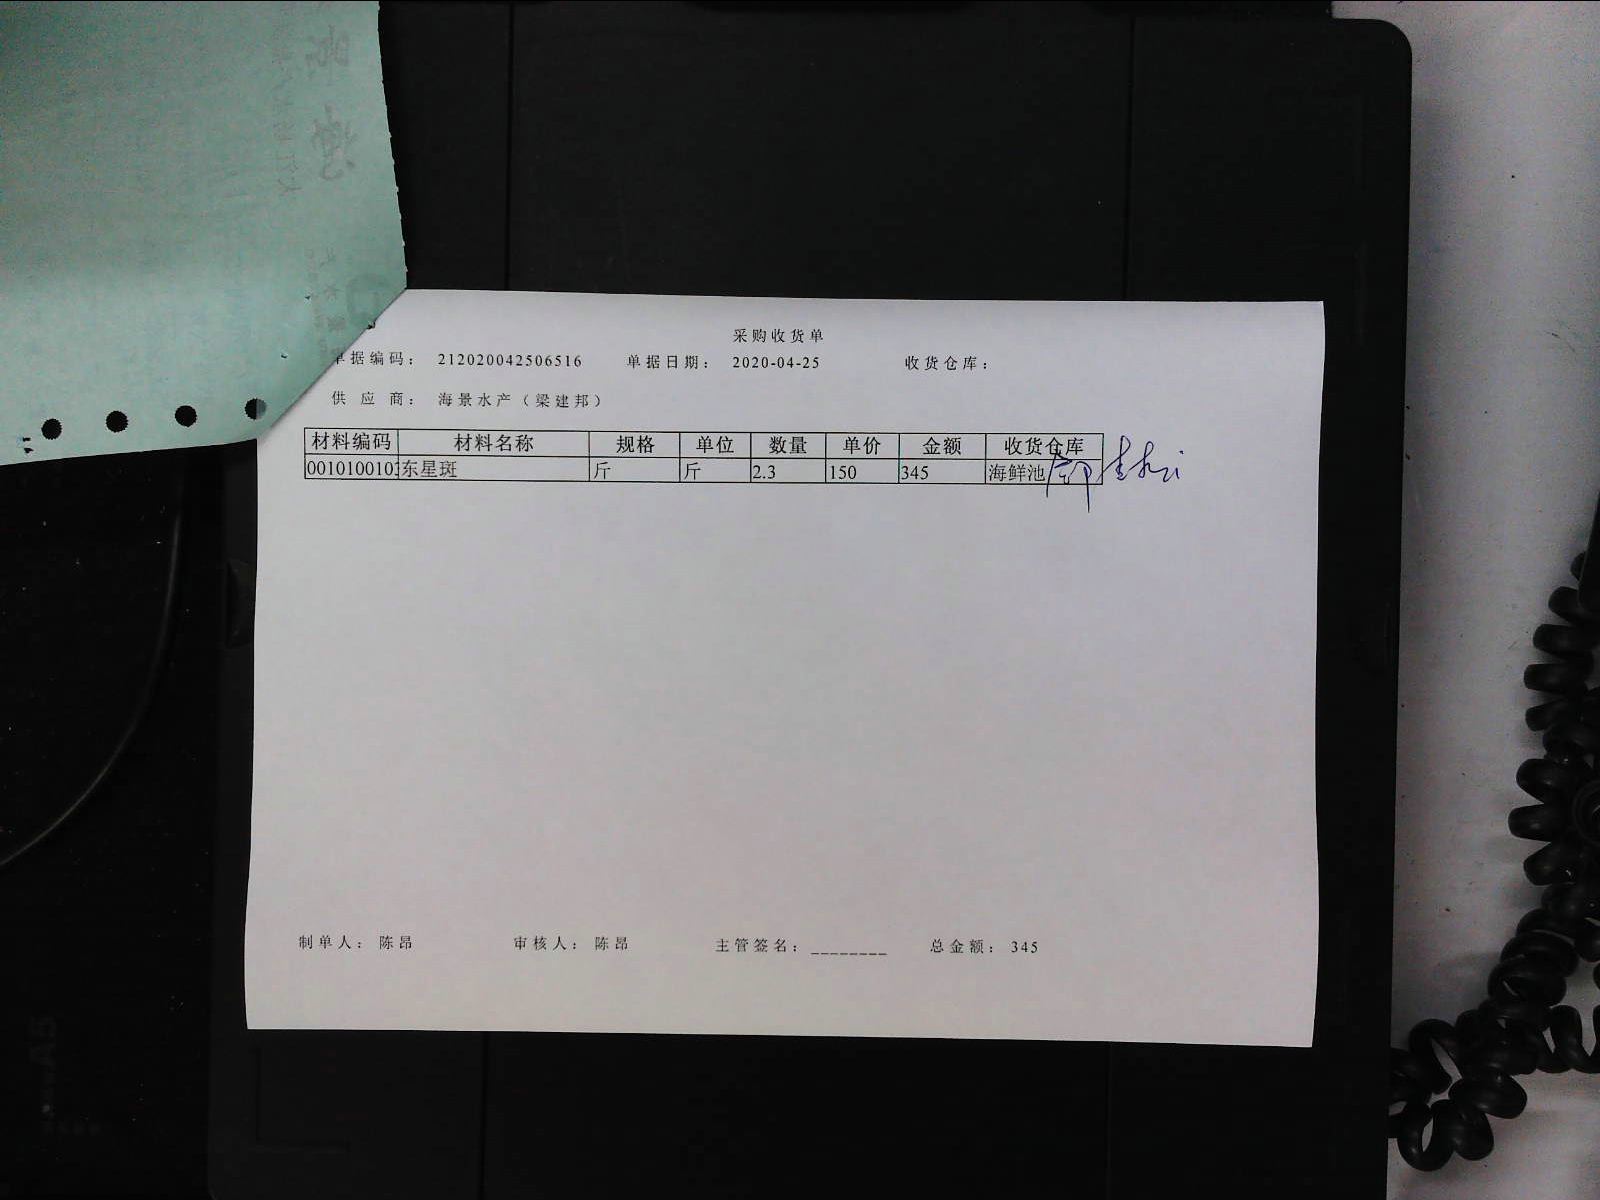 采购收货单
单据编码： 212020042506516 单据日期： 2020-04-25 收货仓库：
供应商： 海景水产（梁建邦）
材料编码 材料名称 规格 单位 数量 单价 金额 收货仓库
0010100102 东星斑 斤 斤 2.3 150 345 海鲜池
制单人： 陈昂 审核人： 陈昂 主管签名： ________ 总金额： 345